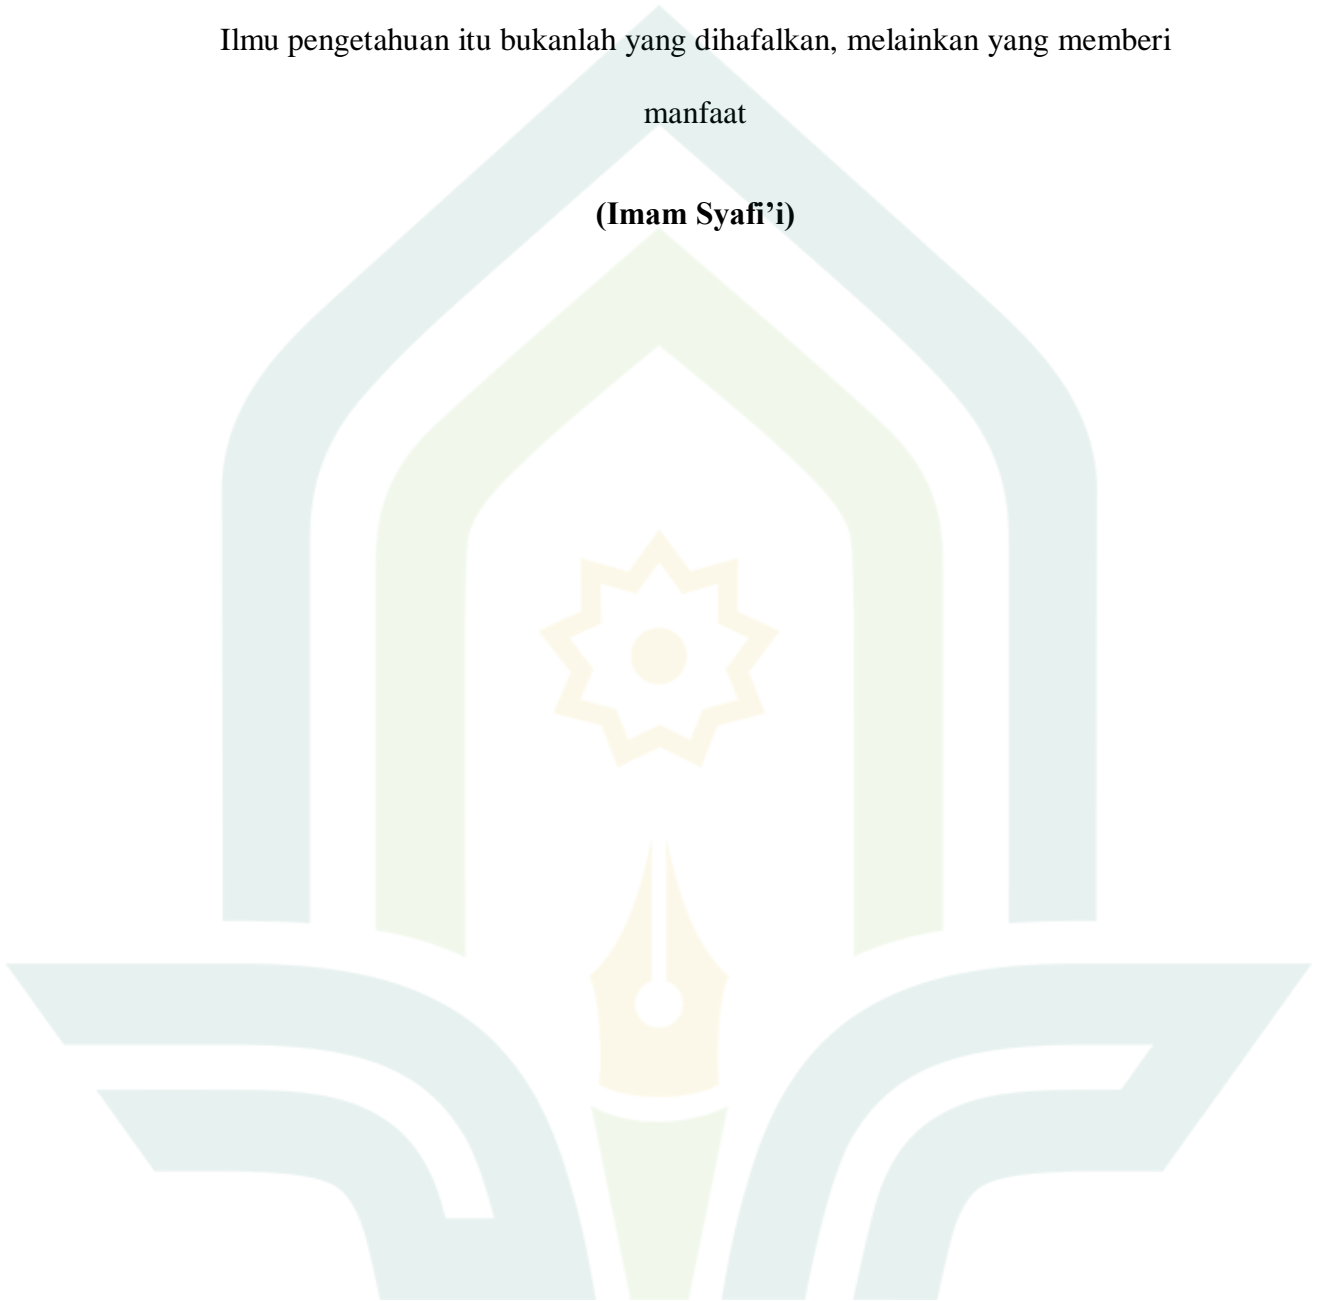 Ilmu pengetahuan itu bukanlah yang dihafalkan, melainkan yang memberi
manfaat
(Imam Syafi’i)